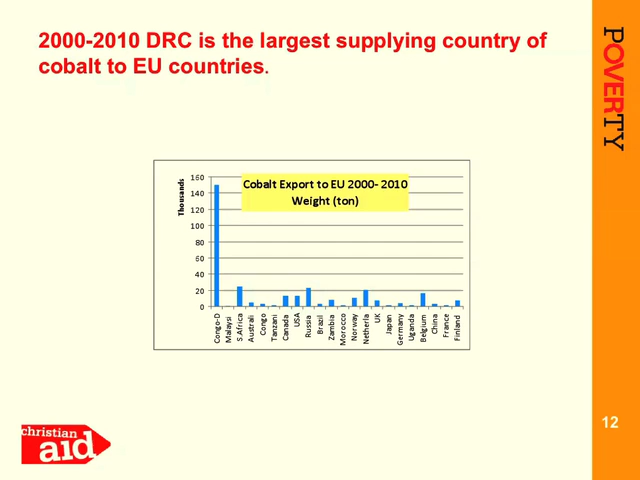 2000-2010 DRC is the largest supplying country of
cobalt to EU countries.
POVERTY
Cobalt Export to EU 2000- 2010
Weight (ton)
Thousands
160
140
120
100
80
60
40
20
0
Congo-D
Malaysi
S.Africa
Australi
Congo
Tanzani
Canada
USA
Russia
Brazil
Zambia
Morocco
Norway
Netherla
UK
Japan
Germany
Uganda
Belgium
China
France
Finland
christian
aid
12